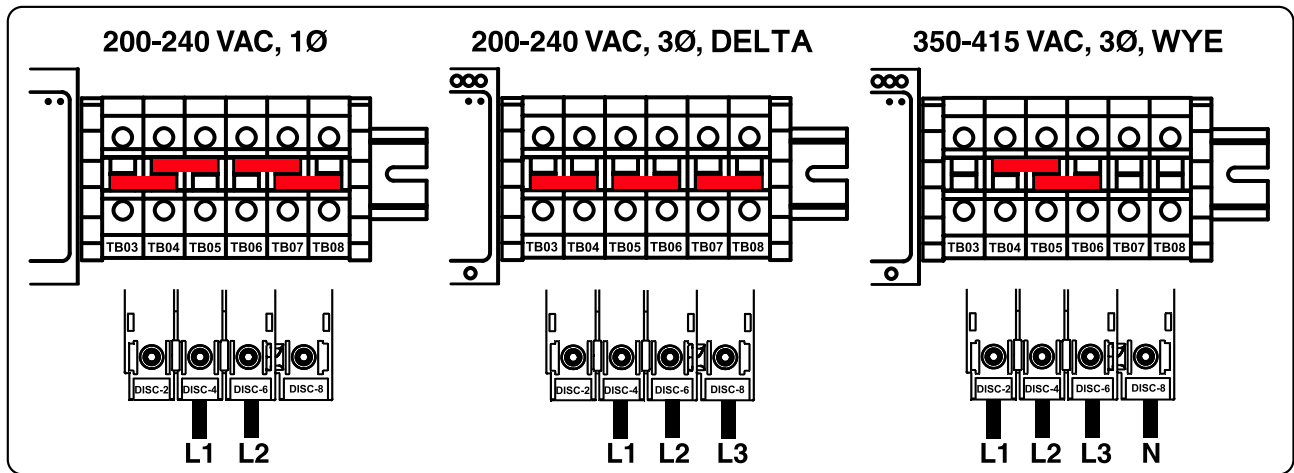 200-240 VAC, 1Ø
TB03 TB04 TB05 TB06 TB07 TB08
DISC-2 DISC-4 DISC-6 DISC-8
L1 L2
200-240 VAC, 3Ø, DELTA
TB03 TB04 TB05 TB06 TB07 TB08
DISC-2 DISC-4 DISC-6 DISC-8
L1 L2 L3
350-415 VAC, 3Ø, WYE
TB03 TB04 TB05 TB06 TB07 TB08
DISC-2 DISC-4 DISC-6 DISC-8
L1 L2 L3 N